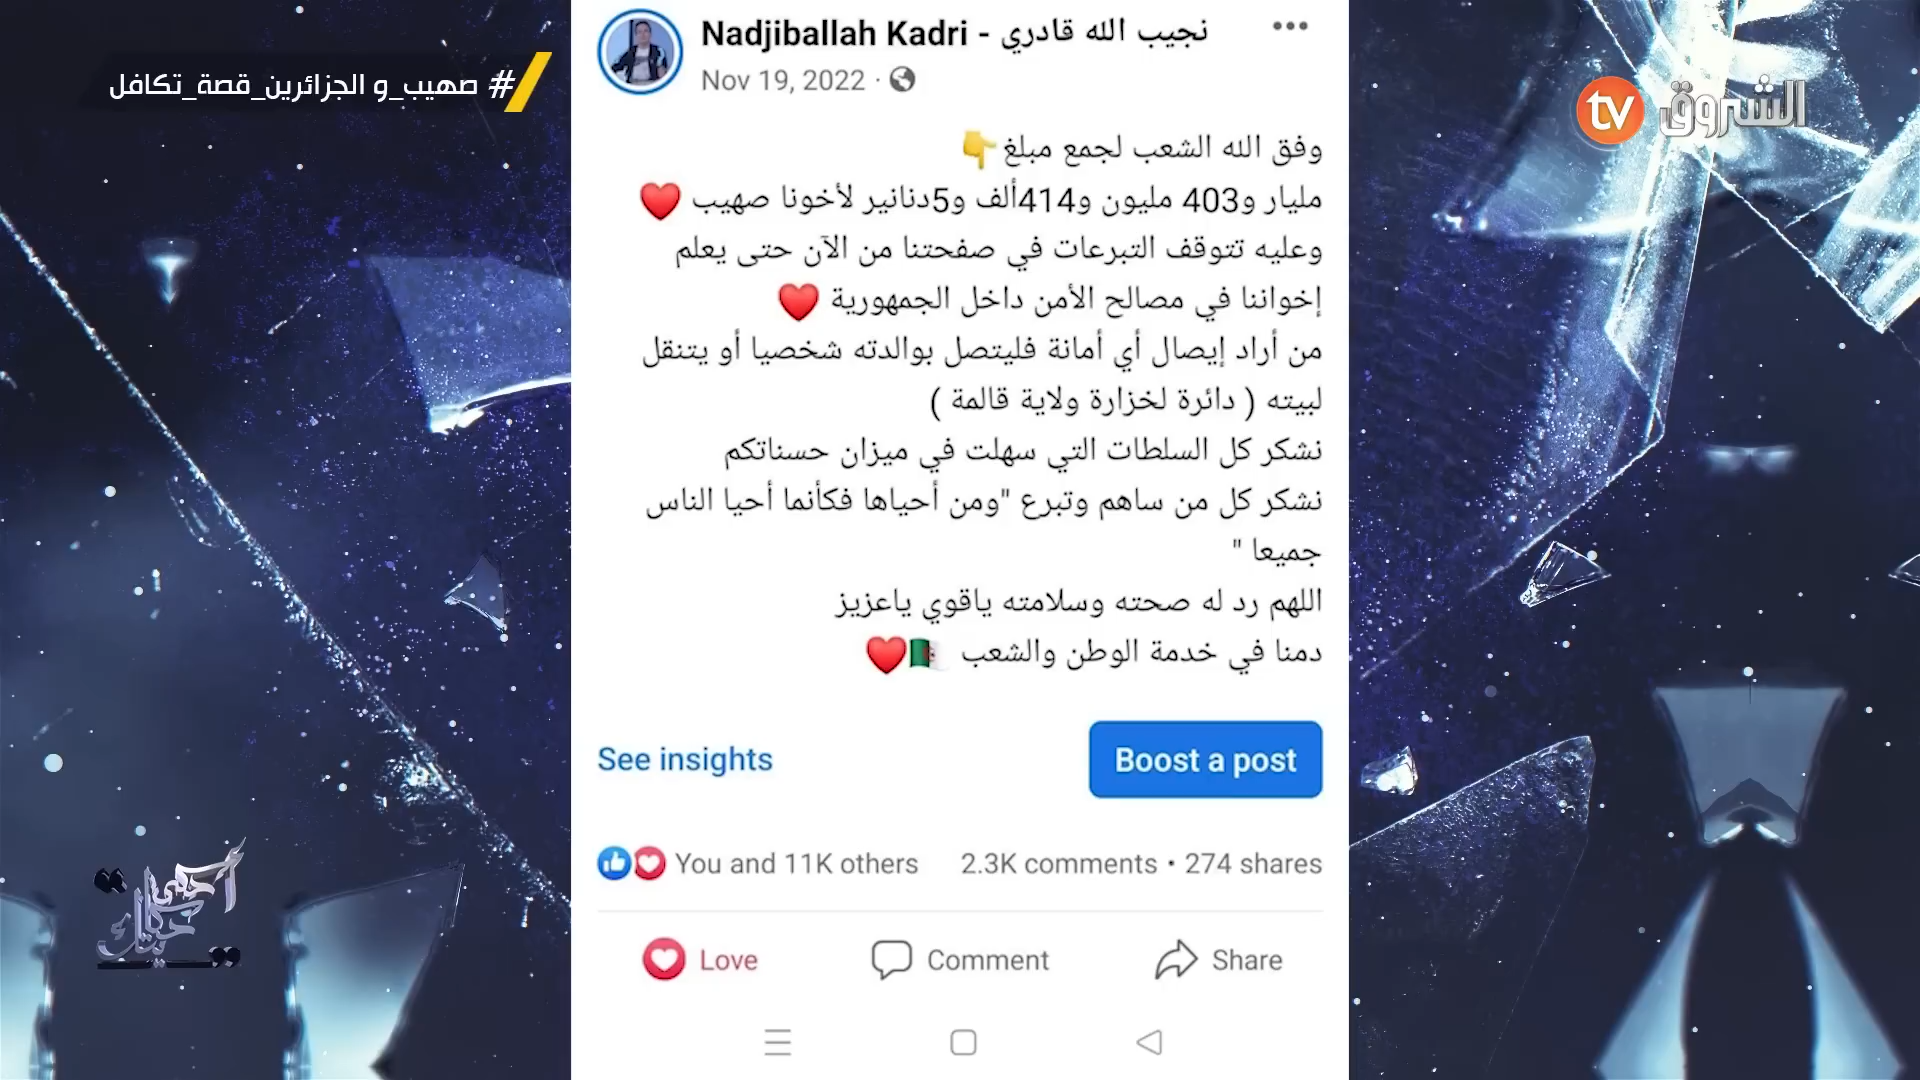 # صهيب_و الجزائرين_قصة_تكافل
tv الشروق
Nadjiballah Kadri - نجيب الله قادري
Nov 19, 2022 ·
وفق الله الشعب لجمع مبلغ 👇
مليار و403 مليون و414ألف و5دنانير لأخونا صهيب ♥️
وعليه تتوقف التبرعات في صفحتنا من الآن حتى يعلم
إخواننا في مصالح الأمن داخل الجمهورية ♥️
من أراد إيصال أي أمانة فليتصل بوالدته شخصيا أو يتنقل
لبيته ( دائرة لخزارة ولاية قالمة )
نشكر كل السلطات التي سهلت في ميزان حسناتكم
نشكر كل من ساهم وتبرع "ومن أحياها فكأنما أحيا الناس
جميعا "
اللهم رد له صحته وسلامته ياقوي ياعزيز
دمنا في خدمة الوطن والشعب 🇩🇿♥️
See insights
Boost a post
You and 11K others
2.3K comments • 274 shares
Love
Comment
Share
أحكي حكايتك